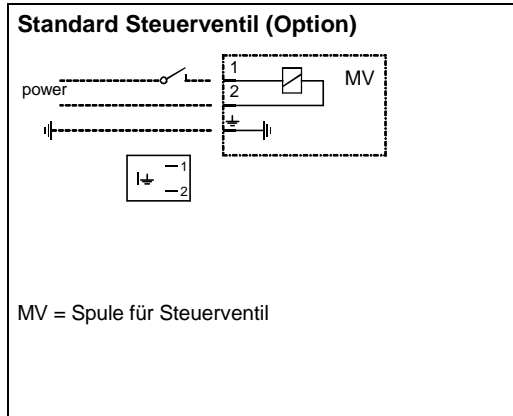 Standard Steuerventil (Option)
1
MV
power
2
1
2
MV = Spule für Steuerventil